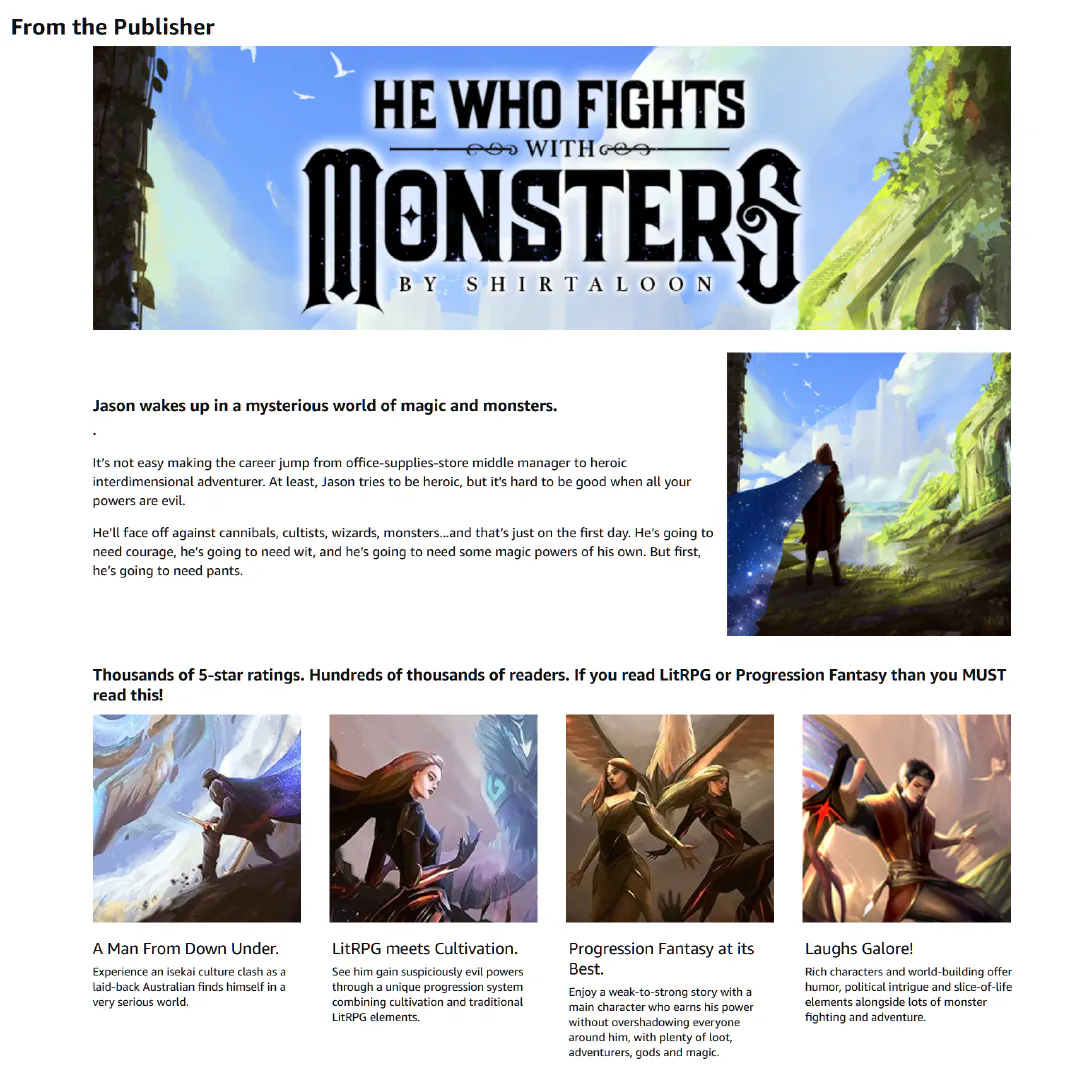 From the Publisher
HE WHO FIGHTS
WITH
MONSTERS
BY SHIRTALOON
Jason wakes up in a mysterious world of magic and monsters.
.
It's not easy making the career jump from office-supplies-store middle manager to heroic
interdimensional adventurer. At least, Jason tries to be heroic, but it's hard to be good when all your
powers are evil.
He'll face off against cannibals, cultists, wizards, monsters...and that's just on the first day. He's going to
need courage, he's going to need wit, and he's going to need some magic powers of his own. But first,
he's going to need pants.
Thousands of 5-star ratings. Hundreds of thousands of readers. If you read LitRPG or Progression Fantasy than you MUST
read this!
A Man From Down Under.
Experience an isekai culture clash as a
laid-back Australian finds himself in a
very serious world.
LitRPG meets Cultivation.
See him gain suspiciously evil powers
through a unique progression system
combining cultivation and traditional
LitRPG elements.
Progression Fantasy at its
Best.
Enjoy a weak-to-strong story with a
main character who earns his power
without overshadowing everyone
around him, with plenty of loot,
adventurers, gods and magic.
Laughs Galore!
Rich characters and world-building offer
humor, political intrigue and slice-of-life
elements alongside lots of monster
fighting and adventure.